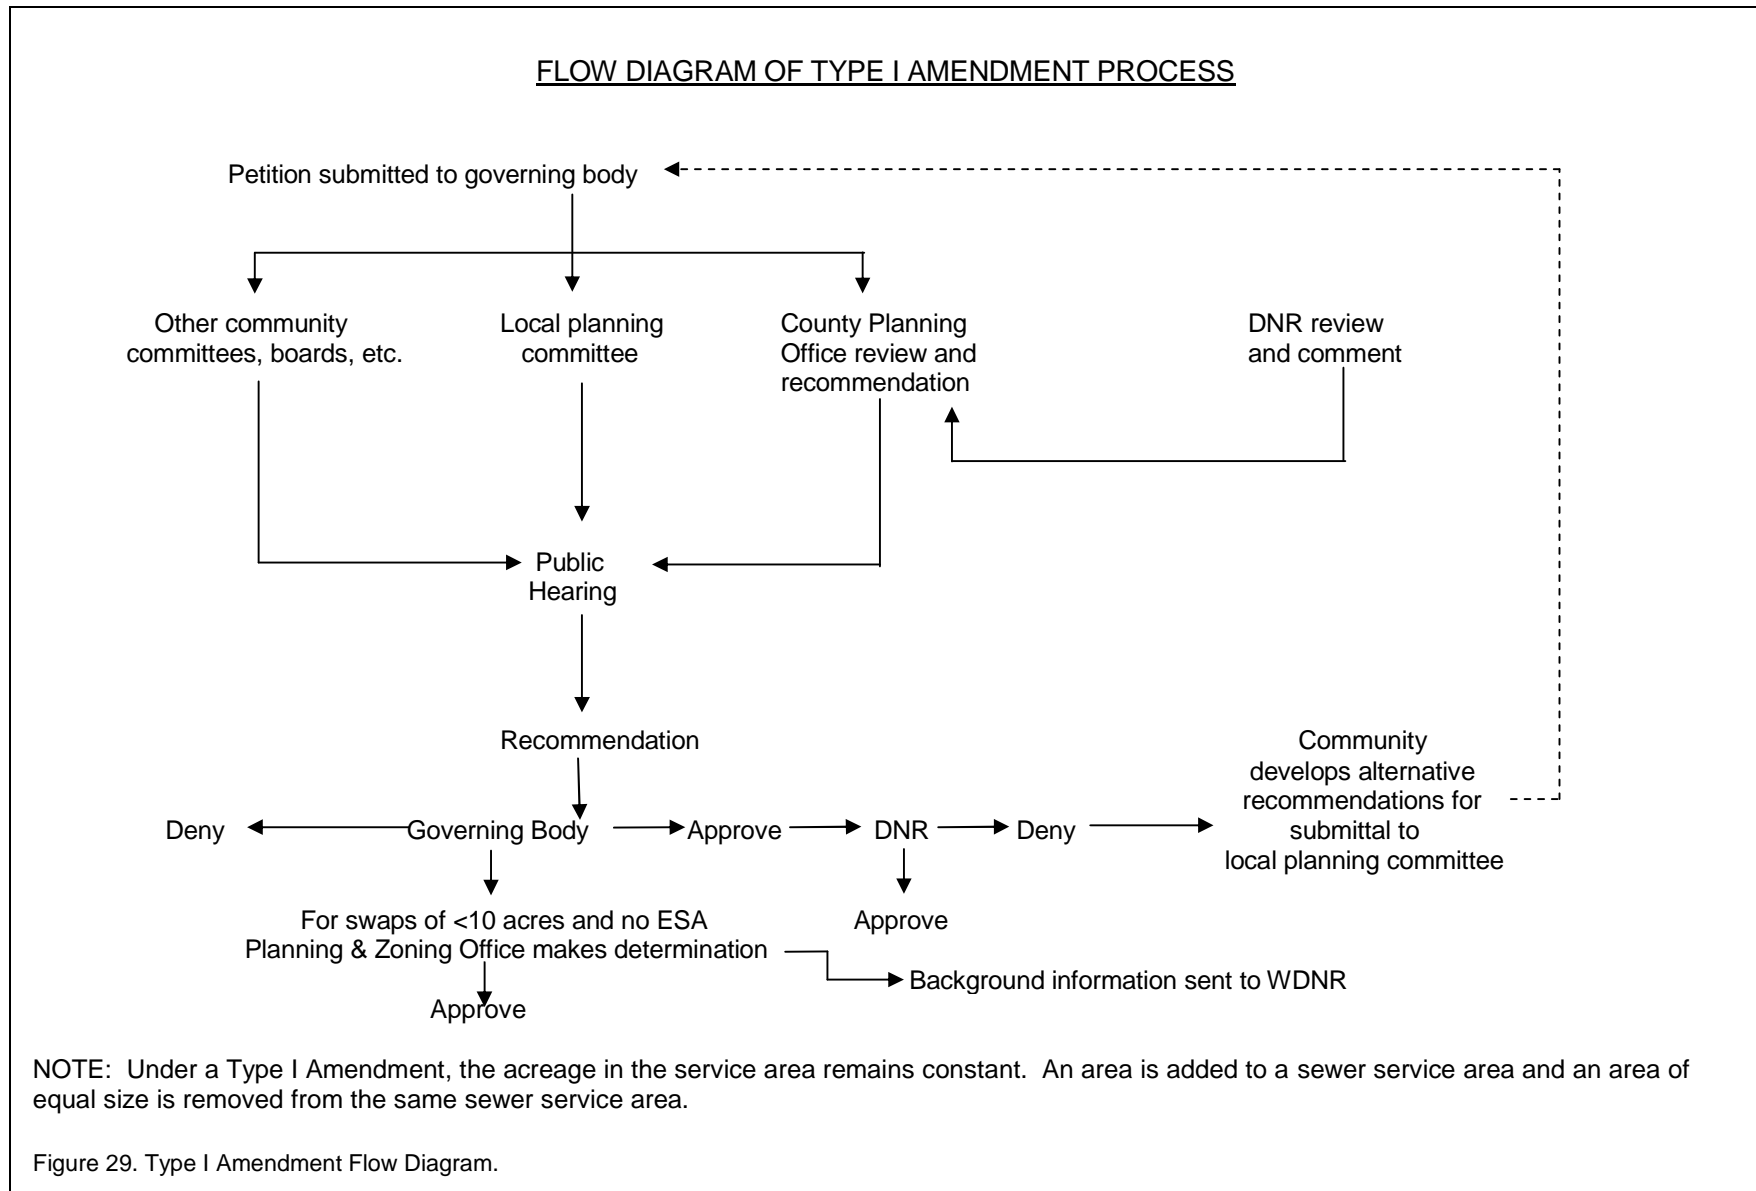 FLOW DIAGRAM OF TYPE I AMENDMENT PROCESS
Petition submitted to governing body
Other community
committees, boards, etc.
Local planning
committee
County Planning
Office review and
recommendation
DNR review
and comment
Public
Hearing
Recommendation
Deny
Governing Body
Approve
DNR
Deny
Community
develops alternative
recommendations for
submittal to
local planning committee
For swaps of <10 acres and no ESA
Planning & Zoning Office makes determination
Approve
Background information sent to WDNR
Approve
NOTE: Under a Type I Amendment, the acreage in the service area remains constant. An area is added to a sewer service area and an area of
equal size is removed from the same sewer service area.
Figure 29. Type I Amendment Flow Diagram.